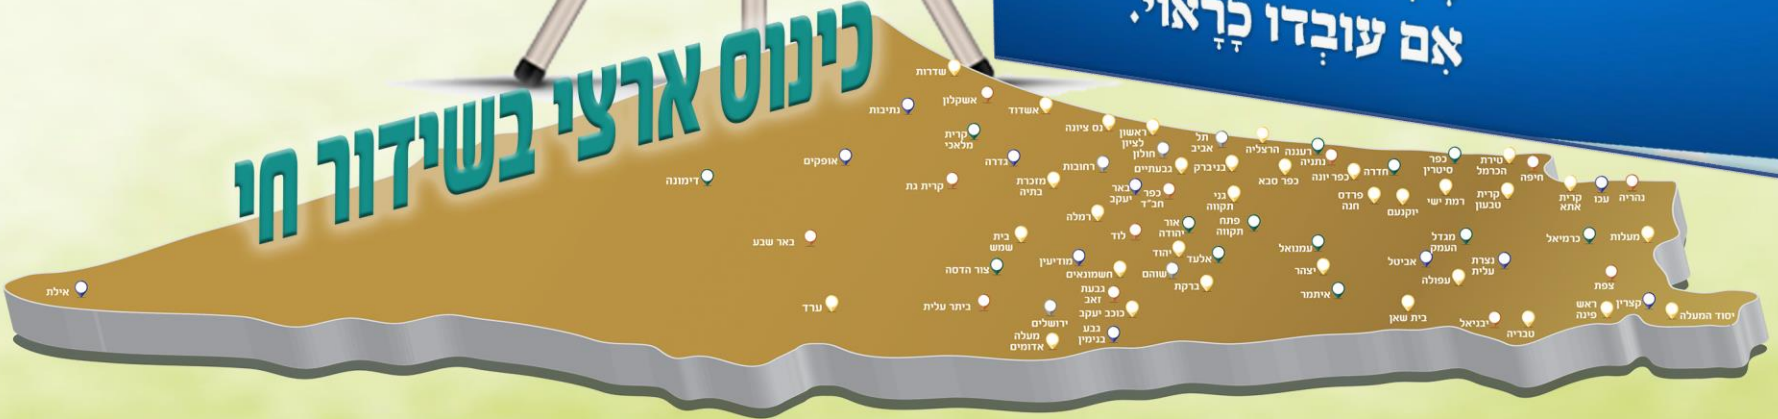 אִם עוּבְדוּ כָּרָאוּי.
כינוס ארצי בשידור חי
שדרות
אשקלון
נתיבות
אשדוד
קרית
מלאכי
נס ציונה
ראשון
לציון
חולון
תל
אביב
הרצליה
רעננה
נתניה
כפר יונה
חדרה
כפר
סיטרין
טירת
הכרמל
חיפה
קרית
אתא
עכו
נהריה
אופקים
גדרה
רחובות
גבעתיים
בניברק
כפר סבא
דימונה
קרית גת
מזכרת
בתיה
באר
יעקב
כפר
חב"ד
גני
תקווה
פרדס
חנה
יוקנעם
רמת ישי
קרית
טבעון
רמלה
אור
יהודה
פתח
תקווה
באר שבע
בית
שמש
לוד
יהוד
אלעד
עמנואל
מגדל
העמק
כרמיאל
מעלות
צור הדסה
מודיעין
חשמונאים
שוהם
ברקת
יצהר
אביטל
עפולה
נצרת
עלית
צפת
אילת
ערד
ביתר עלית
ירושלים
גבעת
זאב
כוכב יעקב
איתמר
בית שאן
יבניאל
טבריה
ראש
פינה
קצרין
יסוד המעלה
מעלה
אדומים
גבע
בנימין